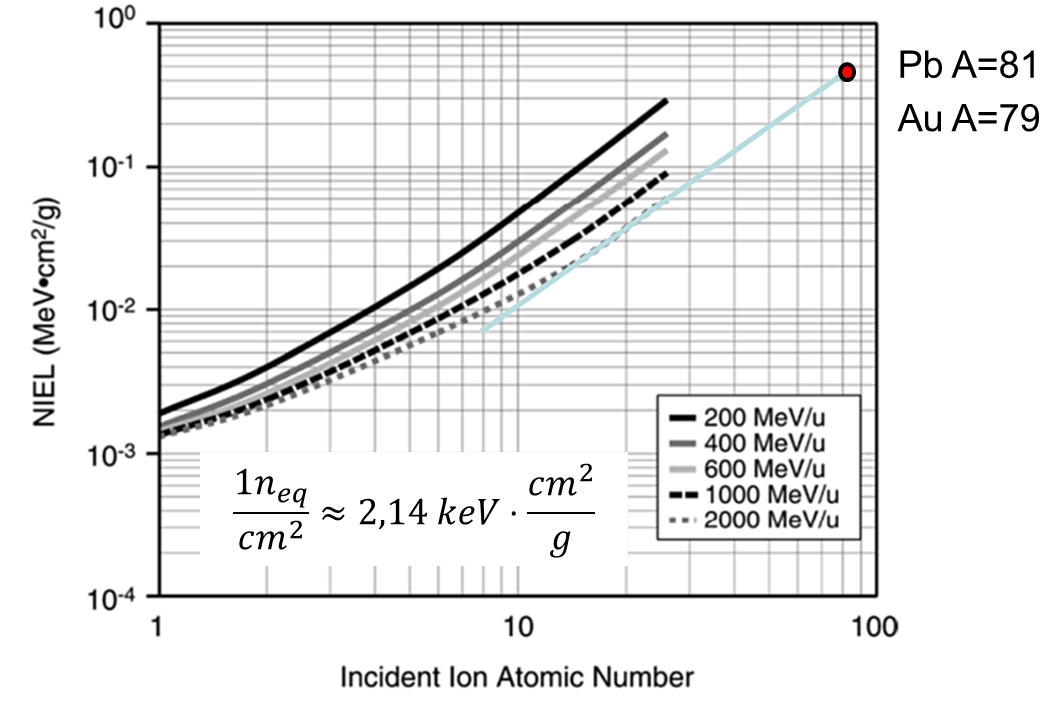 10⁰
10⁻¹
10⁻²
10⁻³
10⁻⁴
NIEL (MeV•cm²/g)
Pb A=81
Au A=79
200 MeV/u
400 MeV/u
600 MeV/u
1000 MeV/u
2000 MeV/u
1n_eq/cm² ≈ 2,14 keV · cm²/g
1 10 100
Incident Ion Atomic Number